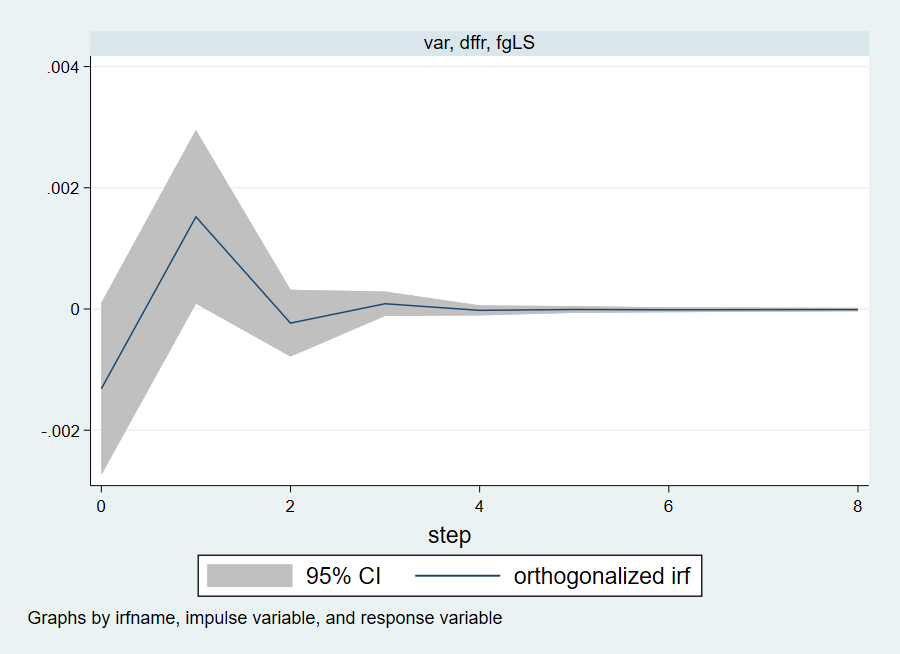 var, dffr, fgLS
.004
.002
0
-.002
0 2 4 6 8
step
95% CI orthogonalized irf
Graphs by irfname, impulse variable, and response variable